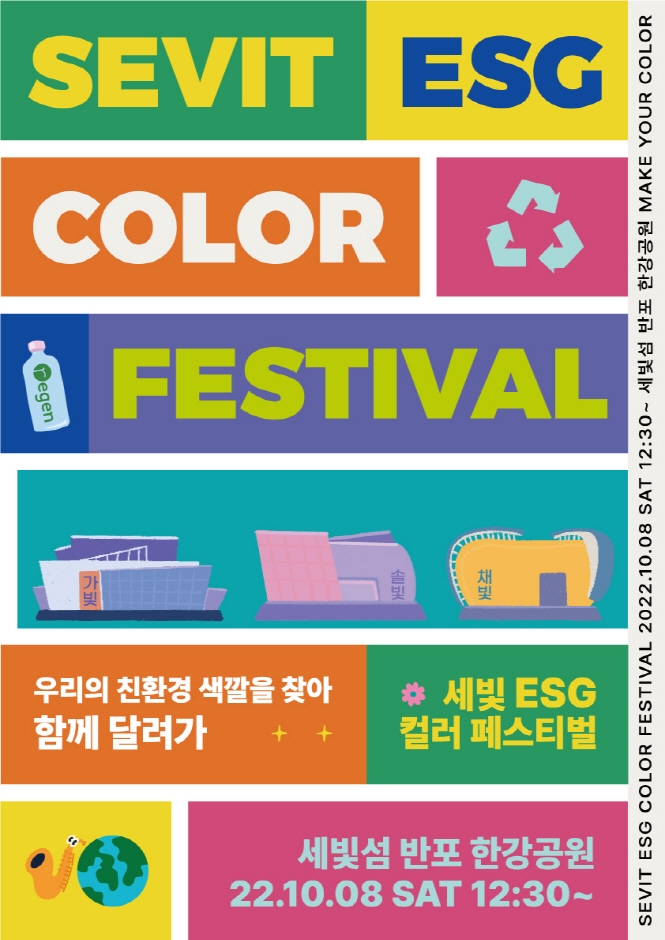 SEVIT ESG
COLOR
egen
FESTIVAL
가빛
솔빛
채빛
우리의 친환경 색깔을 찾아
함께 달려가
세빛 ESG
컬러 페스티벌
세빛섬 반포 한강공원
22.10.08 SAT 12:30~
SEVIT ESG COLOR FESTIVAL 2022.10.08 SAT 12:30~ 세빛섬 반포 한강공원 MAKE YOUR COLOR